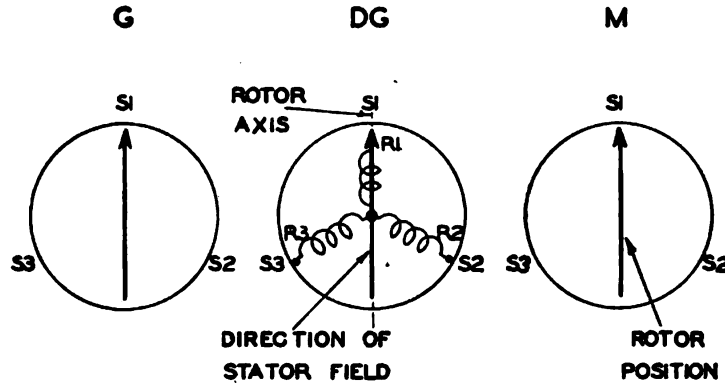 G DG M
ROTOR
AXIS
S1 S1 S1
R1
R3 R2
S3 S2 S3 S2 S3 S2
DIRECTION OF
STATOR FIELD
ROTOR
POSITION